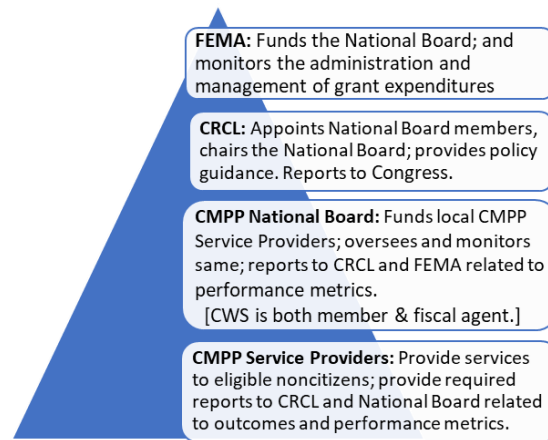 FEMA: Funds the National Board; and
monitors the administration and
management of grant expenditures
CRCL: Appoints National Board members,
chairs the National Board; provides policy
guidance. Reports to Congress.
CMPP National Board: Funds local CMPP
Service Providers; oversees and monitors
same; reports to CRCL and FEMA related to
performance metrics.
[CWS is both member & fiscal agent.]
CMPP Service Providers: Provide services
to eligible noncitizens; provide required
reports to CRCL and National Board related
to outcomes and performance metrics.